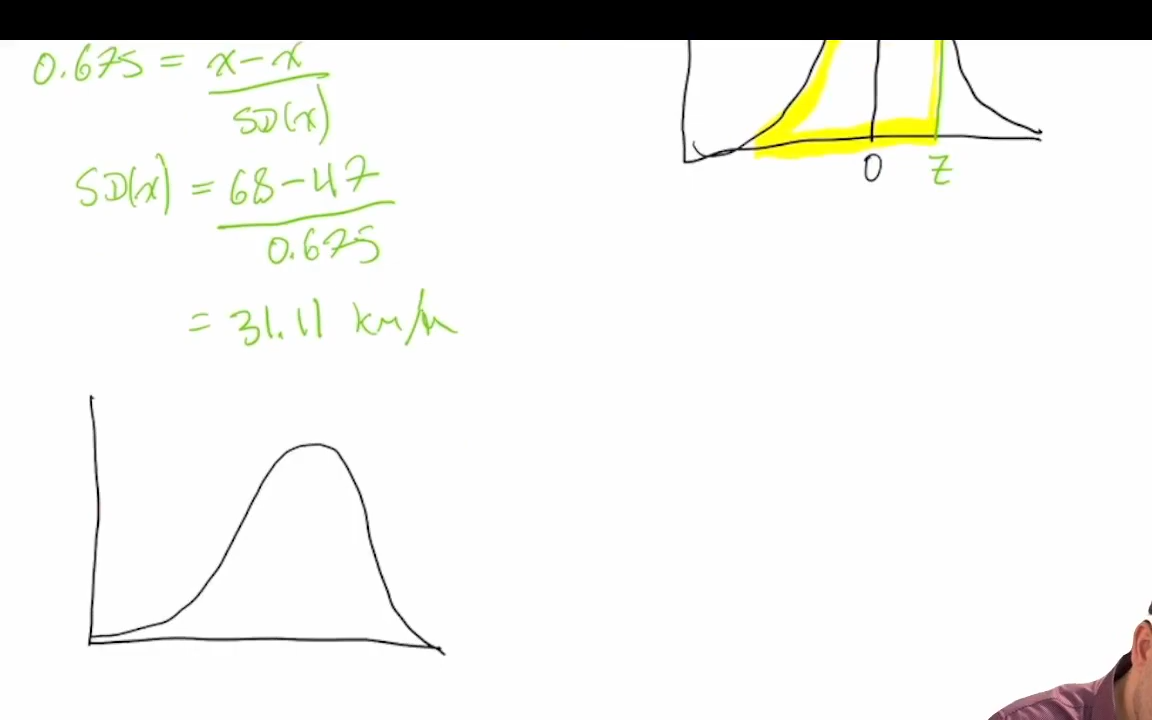 0.675 = x - x
SD(x)
SD(x) = 68 - 47
0.675
= 31.11 km/h
0 z